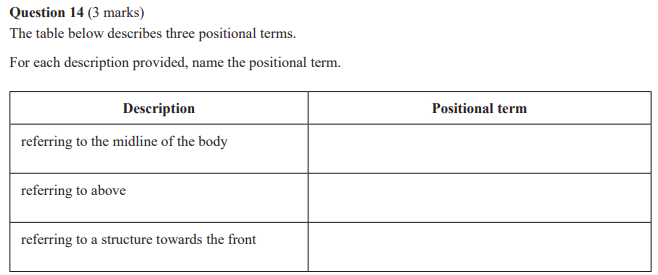 Question 14 (3 marks)
The table below describes three positional terms.
For each description provided, name the positional term.
Description
Positional term
referring to the midline of the body
referring to above
referring to a structure towards the front